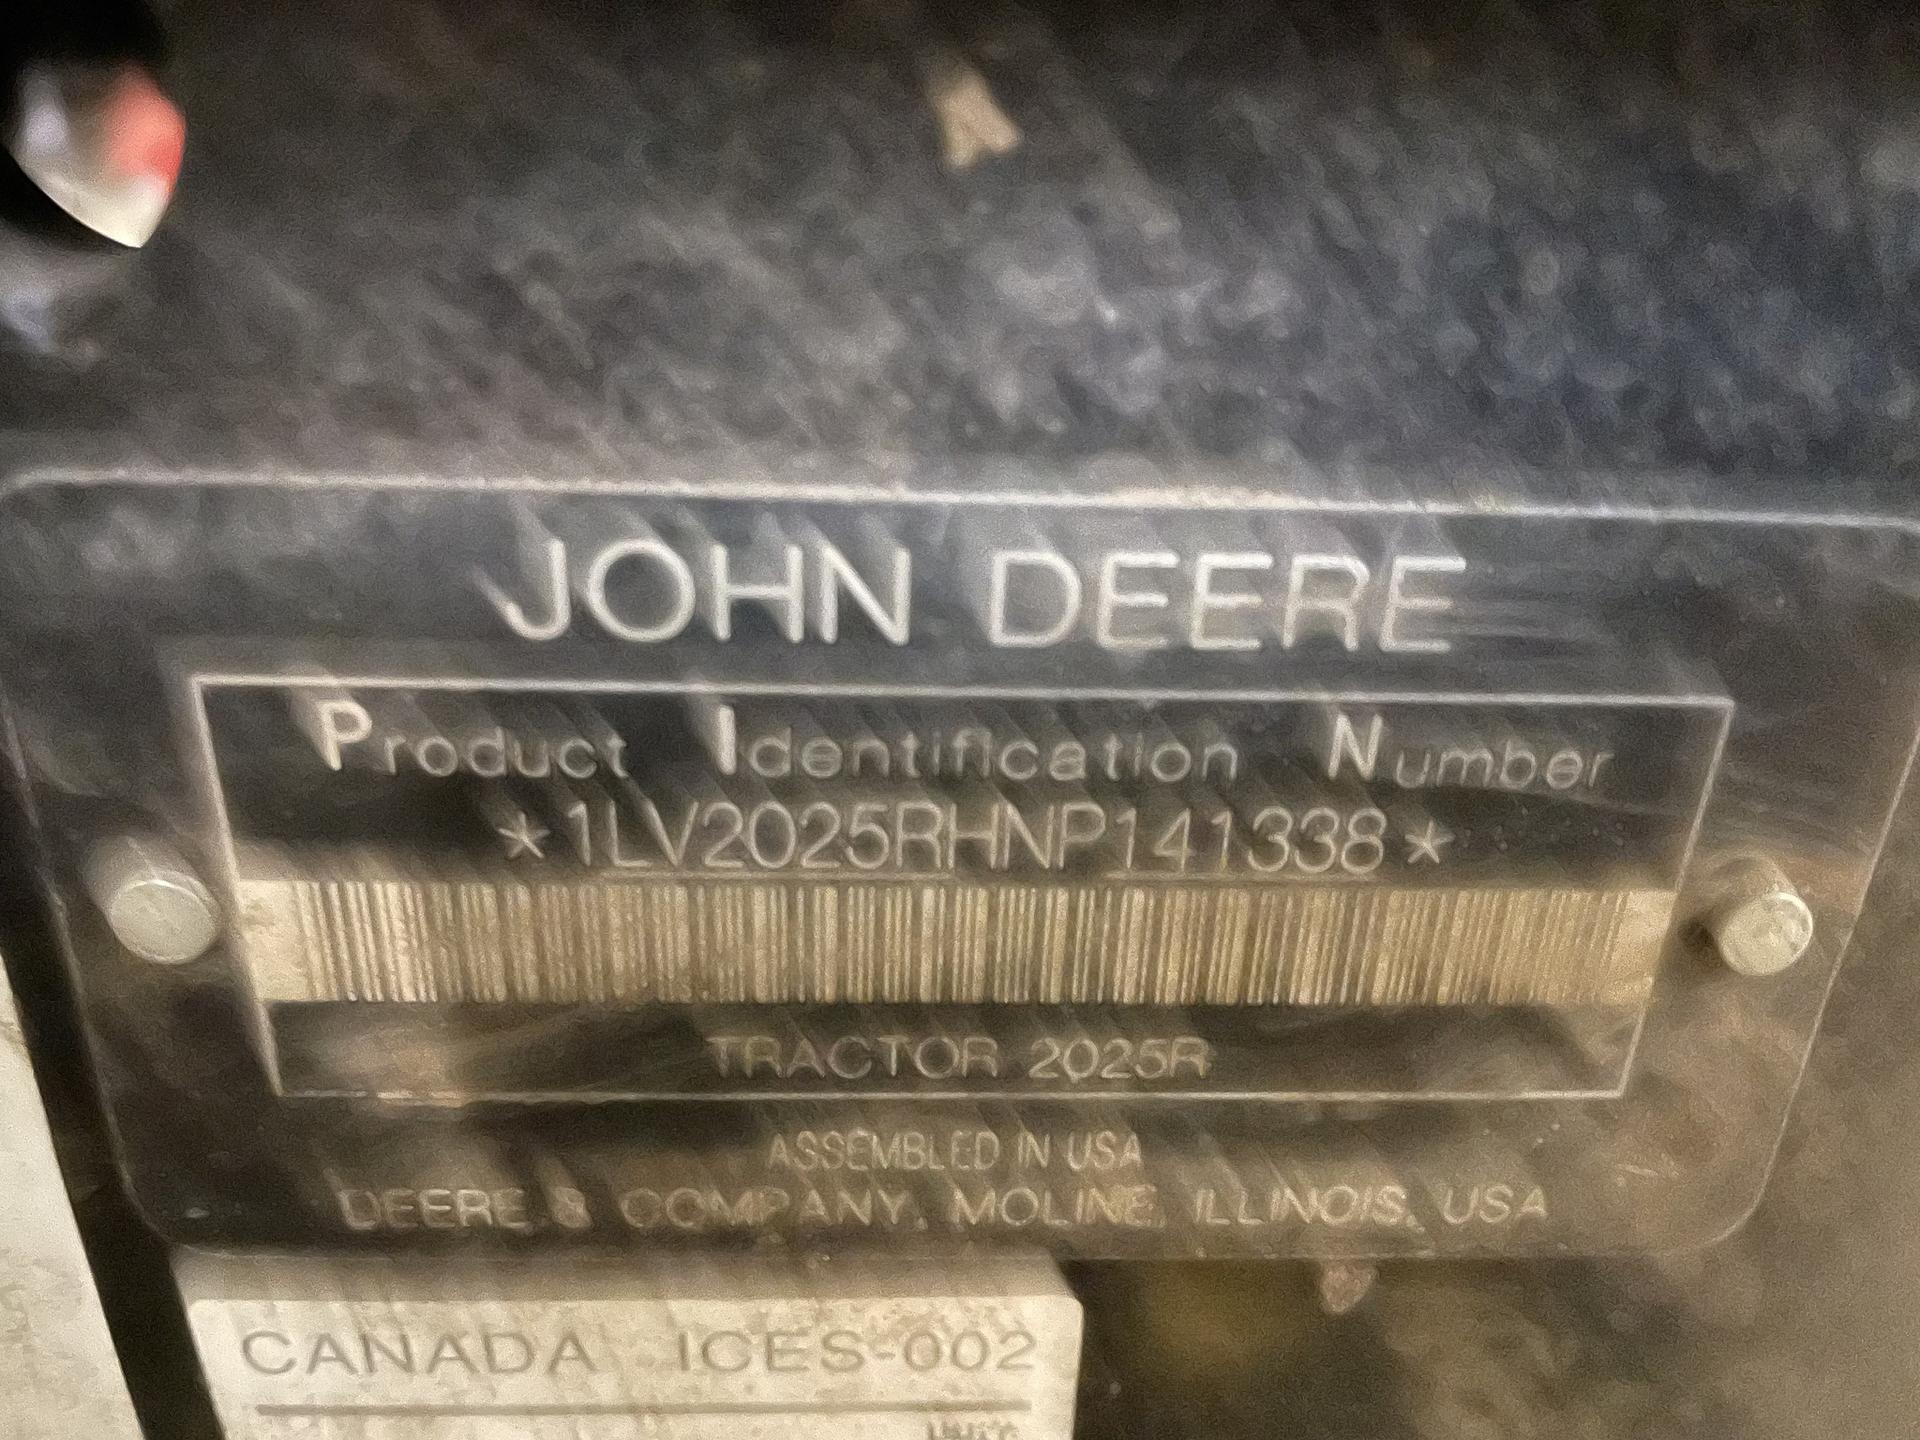 JOHN DEERE
Product Identification Number
*1LV2025RHNP141338*
TRACTOR 2025R
ASSEMBLED IN USA
DEERE & COMPANY, MOLINE, ILLINOIS, USA
CANADA ICES-002